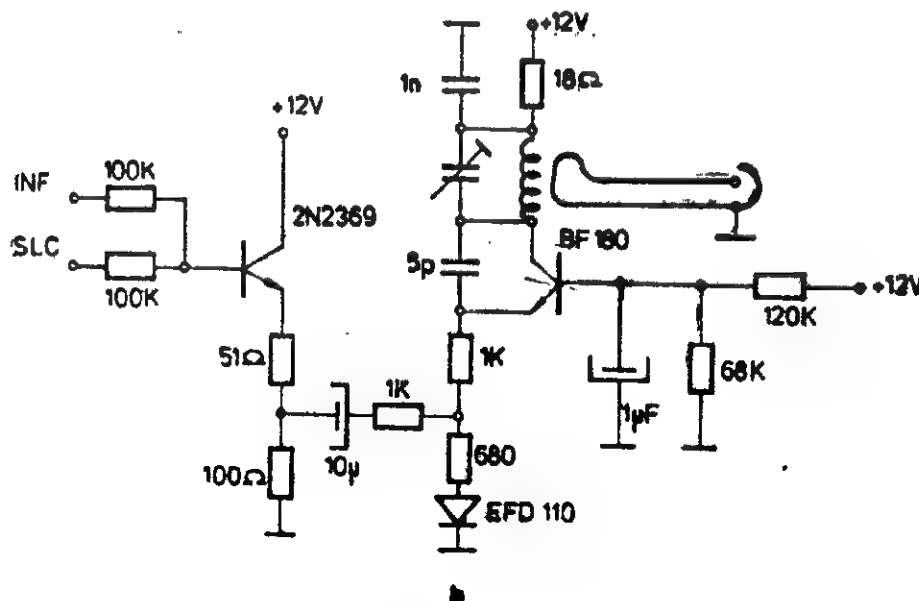 +12V
1n
18Ω
+12V
100K
INF
2N2369
SLC
100K
BF 180
5p
+12V
120K
51Ω
1K
68K
1K
1µF
10µ
680
100Ω
EFD 110